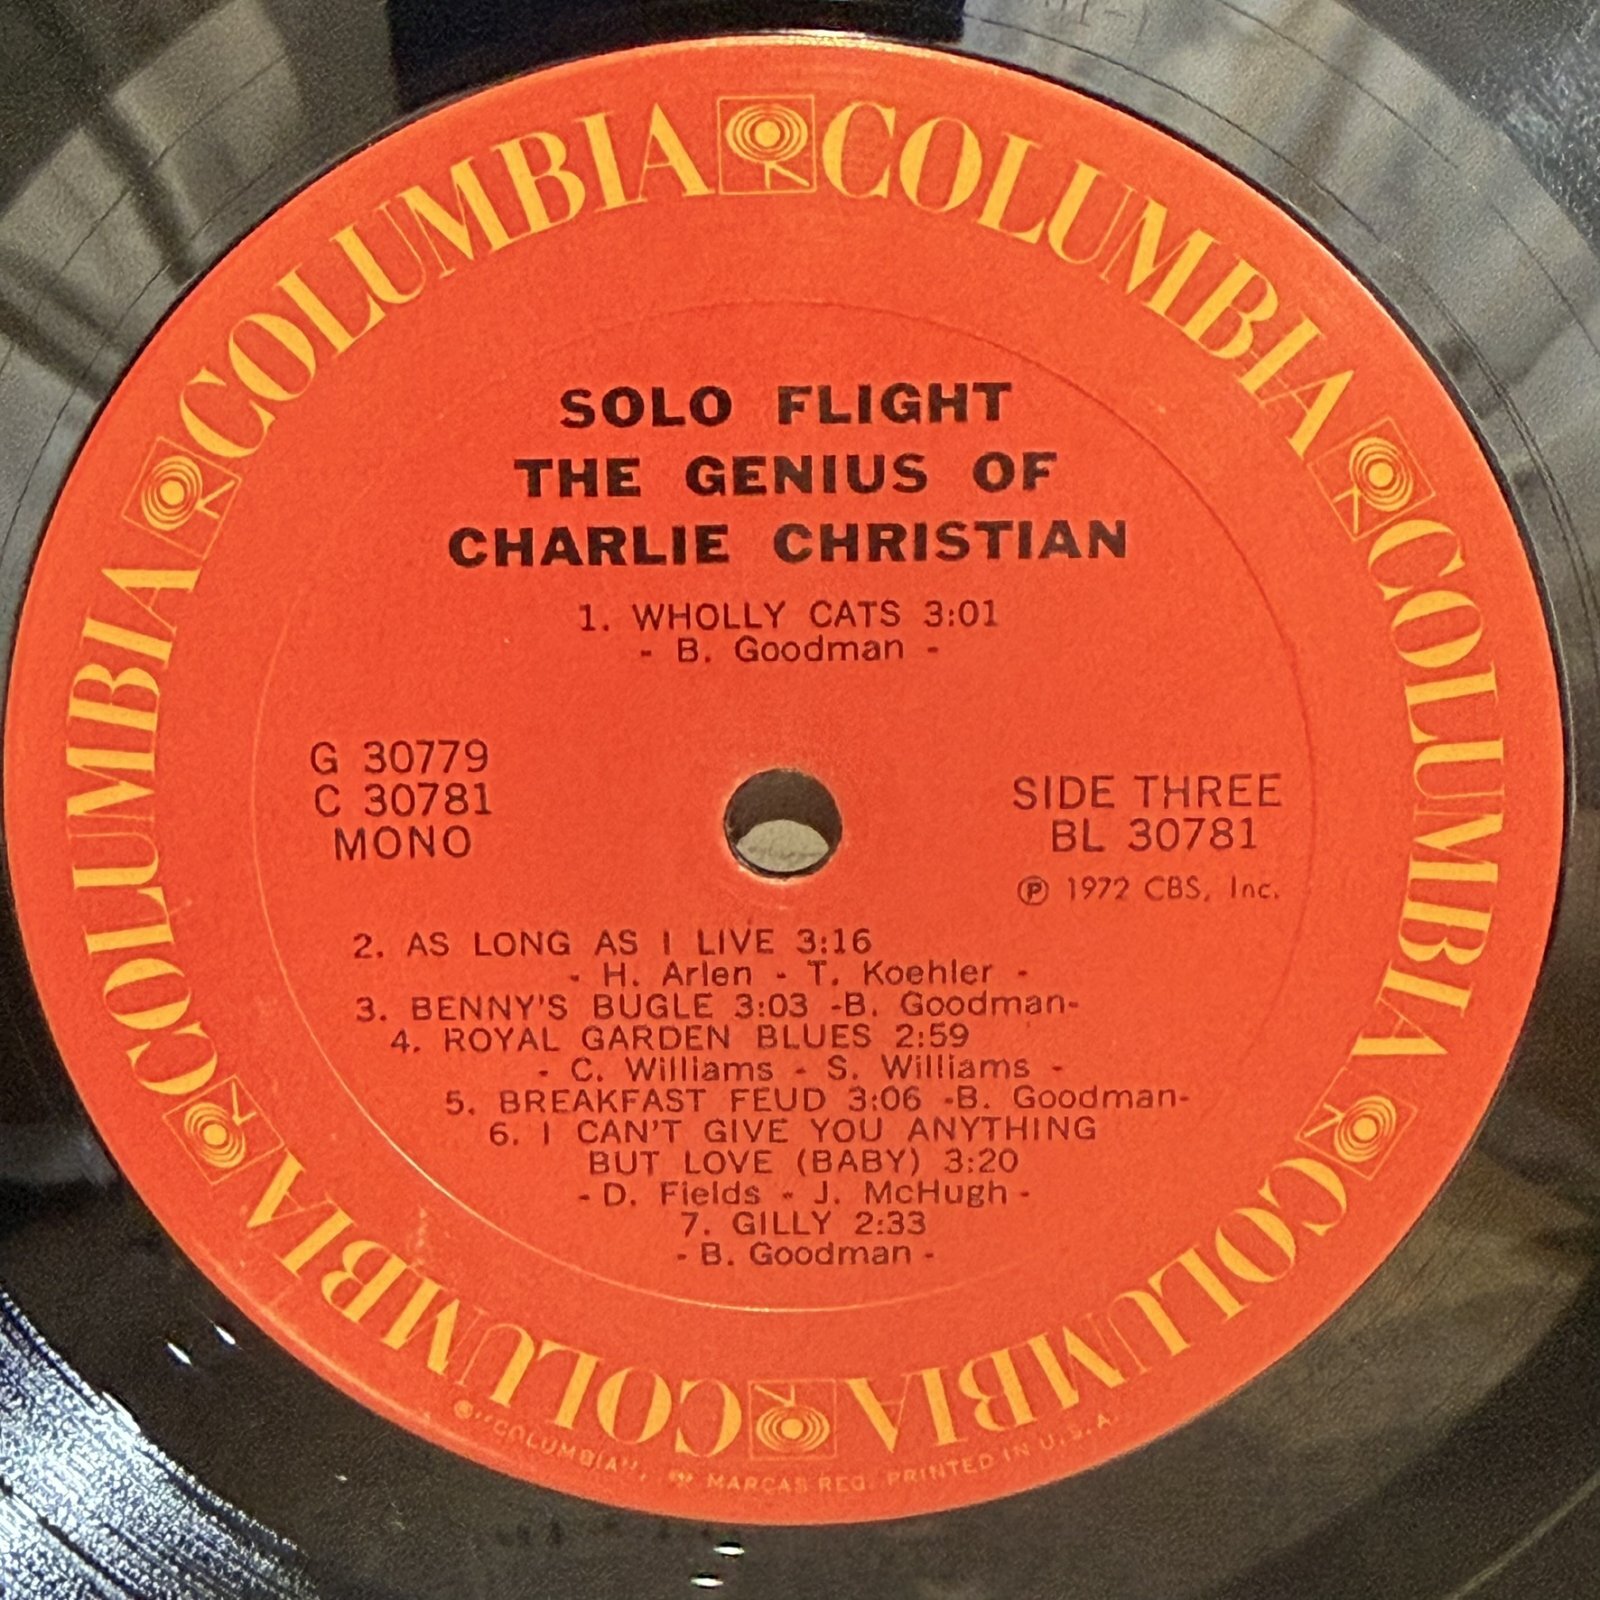 COLUMBIA COLUMBIA COLUMBIA COLUMBIA COLUMBIA COLUMBIA
SOLO FLIGHT
THE GENIUS OF
CHARLIE CHRISTIAN
1. WHOLLY CATS 3:01
- B. Goodman -
G 30779
C 30781
MONO
SIDE THREE
BL 30781
Ⓟ 1972 CBS, Inc.
2. AS LONG AS I LIVE 3:16
- H. Arlen - T. Koehler -
3. BENNY'S BUGLE 3:03 -B. Goodman-
4. ROYAL GARDEN BLUES 2:59
- C. Williams - S. Williams -
5. BREAKFAST FEUD 3:06 -B. Goodman-
6. I CAN'T GIVE YOU ANYTHING
BUT LOVE (BABY) 3:20
- D. Fields - J. McHugh -
7. GILLY 2:33
- B. Goodman -
® "COLUMBIA", MARCAS REG. PRINTED IN U.S.A.